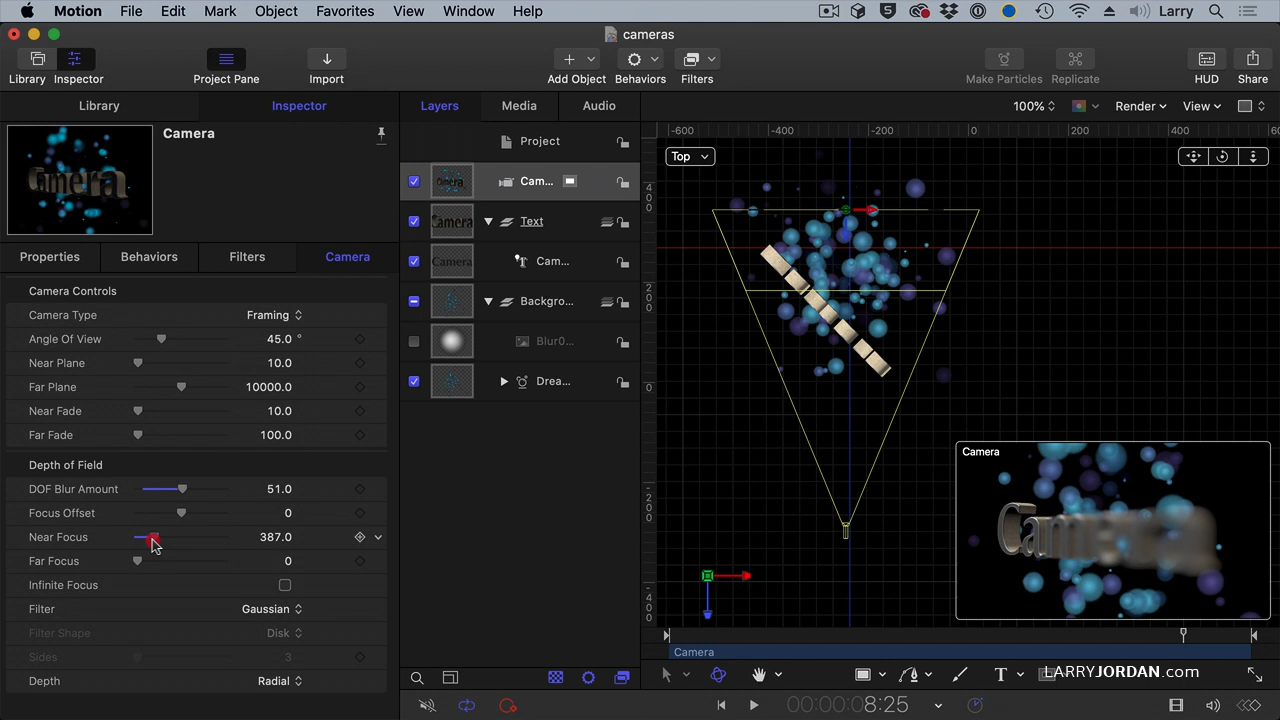 Motion File Edit Mark Object Favorites View Window Help Larry
cameras
Library Inspector Project Pane Import Add Object Behaviors Filters Make Particles Replicate HUD Share
Library Inspector Layers Media Audio 100% Render View
Camera
Project
-600 -400 -200 0 200 400 600
Top
Cam...
Text
Properties Behaviors Filters Camera
Cam...
Camera Controls
Backgro...
Camera Type Framing
Angle Of View 45.0 °
Blur0...
Near Plane 10.0
Far Plane 10000.0
Drea...
Near Fade 10.0
Far Fade 100.0
Depth of Field
Camera
DOF Blur Amount 51.0
Focus Offset 0
Near Focus 387.0
Far Focus 0
Infinite Focus
Filter Gaussian
Filter Shape Disk
Sides 3
Camera
Depth Radial
LARRYJORDAN.com
00:00:08:25